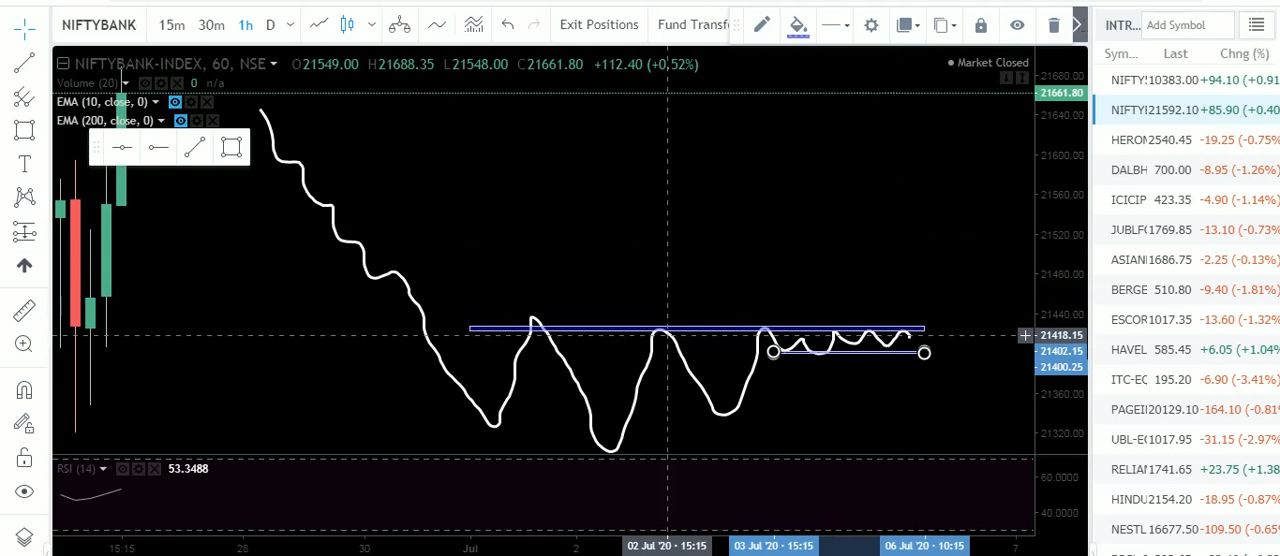 NIFTYBANK 15m 30m 1h D Exit Positions Fund Transf INTR... Add Symbol
Sym... Last Chng (%)
NIFTYBANK-INDEX, 60, NSE O21549.00 H21688.35 L21548.00 C21661.80 +112.40 (+0.52%) Market Closed
Volume (20) 0 n/a
EMA (10, close, 0)
EMA (200, close, 0)
T
21680.00
21661.80
21640.00
21600.00
21560.00
21520.00
21480.00
21440.00
21418.15
21402.15
21400.25
21360.00
21320.00
RSI (14) 53.3488
60.0000
40.0000
15:15 28 30 Jul 2 02 Jul '20 - 15:15 03 Jul '20 - 15:15 06 Jul '20 - 10:15 7
10383.00 +94.10 (+0.91
21592.10 +85.90 (+0.40
2540.45 -19.25 (-0.75%
DALBH 700.00 -8.95 (-1.26%
ICICIP 423.35 -4.90 (-1.14%
1769.85 -13.10 (-0.73%
ASIAN 1686.75 -2.25 (-0.13%
BERGE 510.80 -9.40 (-1.81%
ESCOR 1017.35 -13.60 (-1.32%
HAVEL 585.45 +6.05 (+1.04%
ITC-EC 195.20 -6.90 (-3.41%
PAGEI 20129.10 -164.10 (-0.81%
UBL-E 1017.95 -31.15 (-2.97%
RELIA 1741.65 +23.75 (+1.38
HINDU 2154.20 -18.95 (-0.87%
NESTL 16677.50 -109.50 (-0.65%